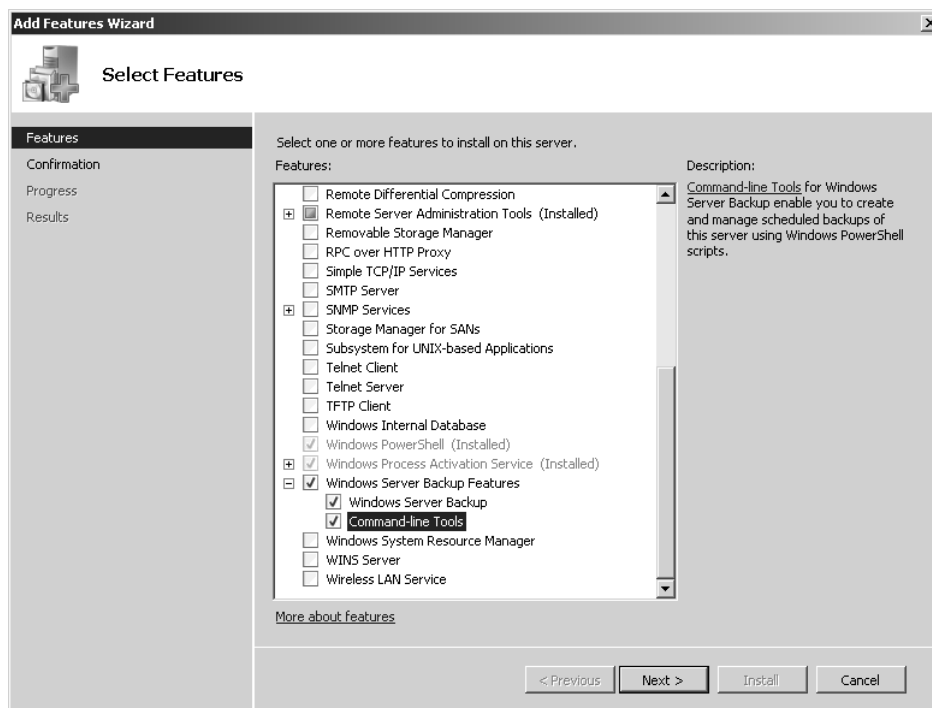 Add Features Wizard
Select Features
Features
Confirmation
Progress
Results
Select one or more features to install on this server.
Features:
Remote Differential Compression
Remote Server Administration Tools (Installed)
Removable Storage Manager
RPC over HTTP Proxy
Simple TCP/IP Services
SMTP Server
SNMP Services
Storage Manager for SANs
Subsystem for UNIX-based Applications
Telnet Client
Telnet Server
TFTP Client
Windows Internal Database
Windows PowerShell (Installed)
Windows Process Activation Service (Installed)
Windows Server Backup Features
Windows Server Backup
Command-line Tools
Windows System Resource Manager
WINS Server
Wireless LAN Service
More about features
Description:
Command-line Tools for Windows
Server Backup enable you to create
and manage scheduled backups of
this server using Windows PowerShell
scripts.
< Previous
Next >
Install
Cancel